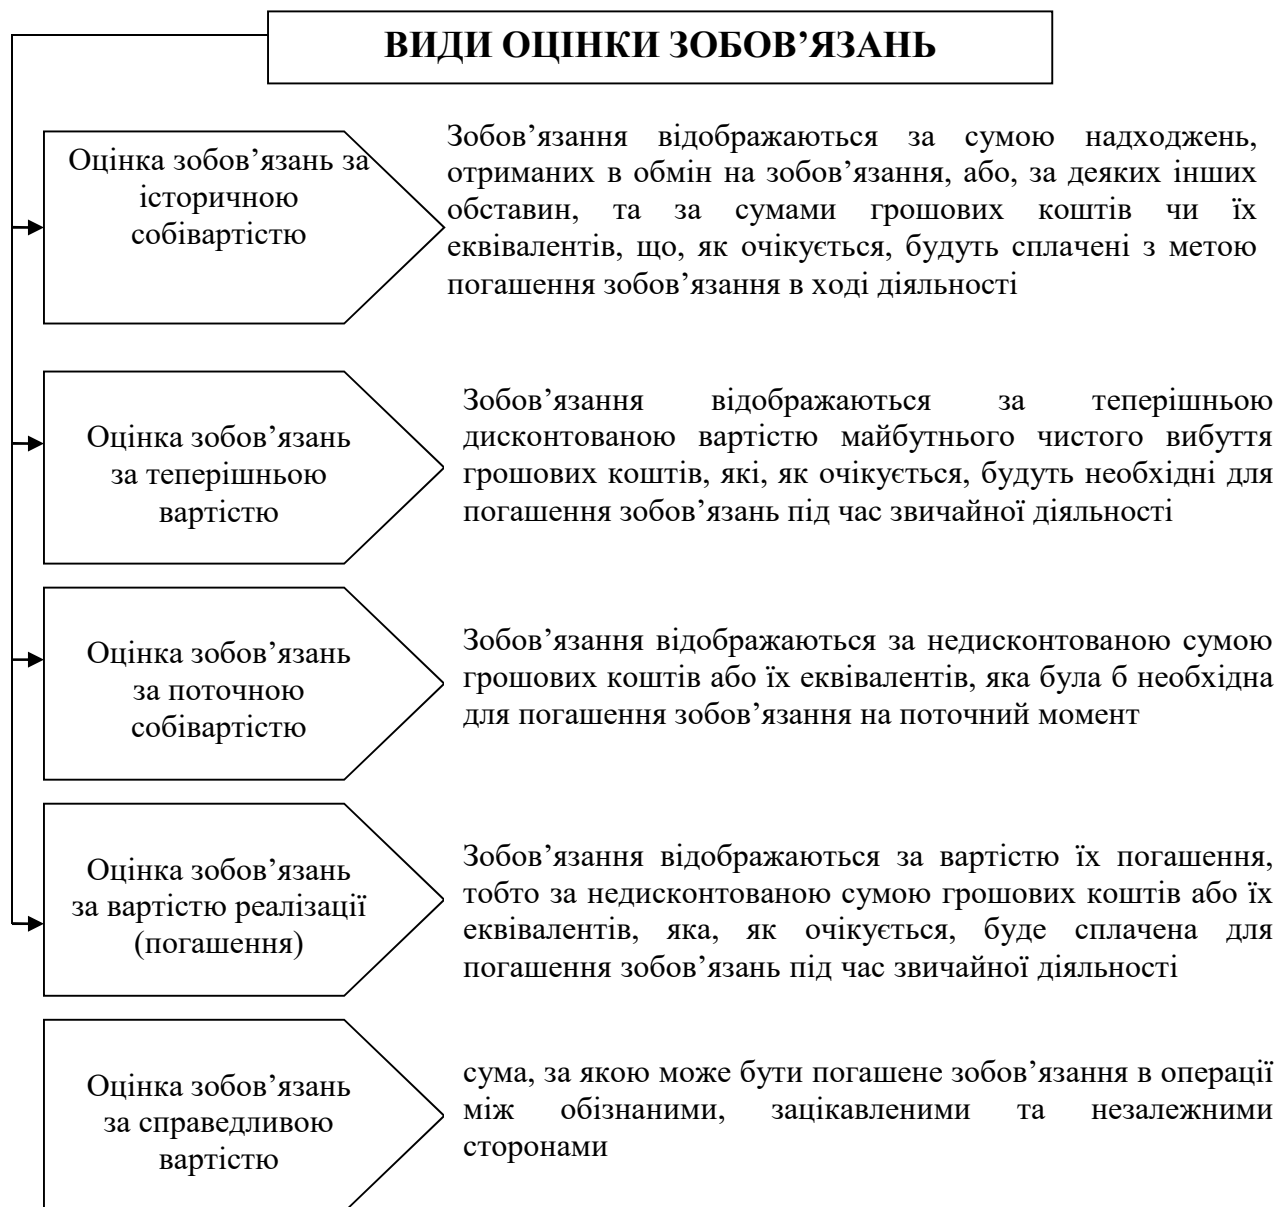 ВИДИ ОЦІНКИ ЗОБОВ’ЯЗАНЬ
Оцінка зобов’язань за
історичною
собівартістю
Зобов’язання відображаються за сумою надходжень,
отриманих в обмін на зобов’язання, або, за деяких інших
обставин, та за сумами грошових коштів чи їх
еквівалентів, що, як очікується, будуть сплачені з метою
погашення зобов’язання в ході діяльності
Оцінка зобов’язань
за теперішньою
вартістю
Зобов’язання відображаються за теперішньою
дисконтованою вартістю майбутнього чистого вибуття
грошових коштів, які, як очікується, будуть необхідні для
погашення зобов’язань під час звичайної діяльності
Оцінка зобов’язань
за поточною
собівартістю
Зобов’язання відображаються за недисконтованою сумою
грошових коштів або їх еквівалентів, яка була б необхідна
для погашення зобов’язання на поточний момент
Оцінка зобов’язань
за вартістю реалізації
(погашення)
Зобов’язання відображаються за вартістю їх погашення,
тобто за недисконтованою сумою грошових коштів або їх
еквівалентів, яка, як очікується, буде сплачена для
погашення зобов’язань під час звичайної діяльності
Оцінка зобов’язань
за справедливою
вартістю
сума, за якою може бути погашене зобов’язання в операції
між обізнаними, зацікавленими та незалежними
сторонами